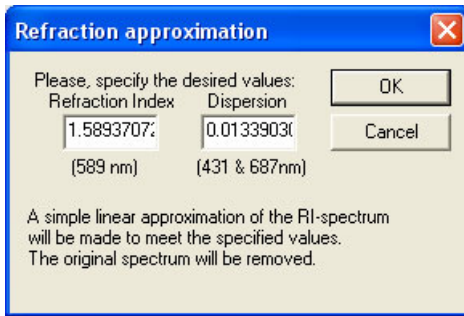 Refraction approximation
Please, specify the desired values:
Refraction Index Dispersion
OK
1.58937072 0.01339030
Cancel
(589 nm) (431 & 687nm)
A simple linear approximation of the RI-spectrum
will be made to meet the specified values.
The original spectrum will be removed.